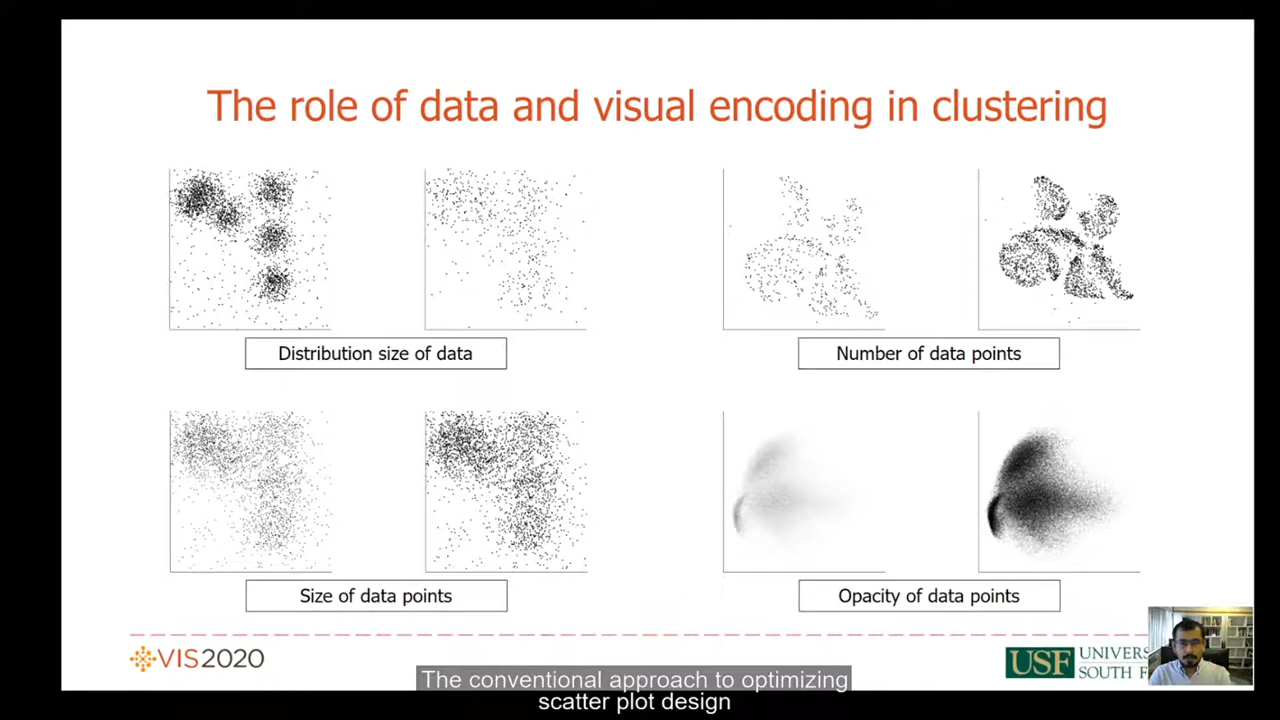 The role of data and visual encoding in clustering
Distribution size of data
Number of data points
Size of data points
Opacity of data points
VIS2020
USF
SOUTH
The conventional approach to optimizing
scatter plot design